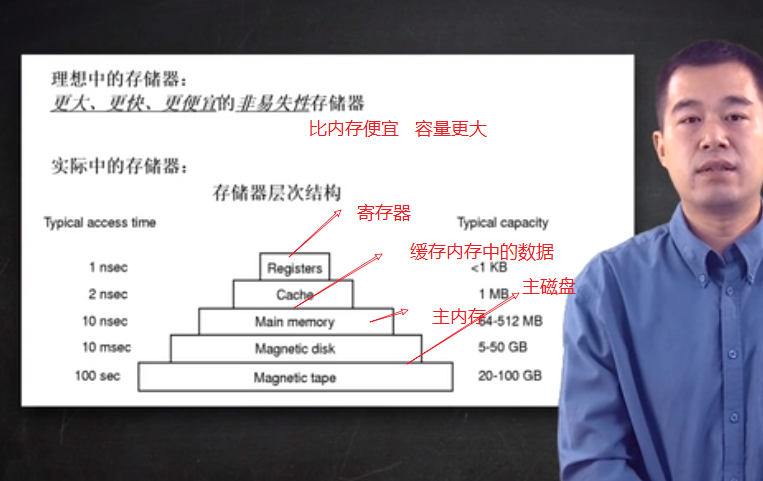 理想中的存储器：
更大、更快、更便宜的非易失性存储器
比内存便宜 容量更大
实际中的存储器：
存储器层次结构
寄存器
Typical access time
Typical capacity
缓存内存中的数据
1 nsec Registers <1 KB
主磁盘
2 nsec Cache 1 MB
主内存
10 nsec Main memory 64-512 MB
10 msec Magnetic disk 5-50 GB
100 sec Magnetic tape 20-100 GB